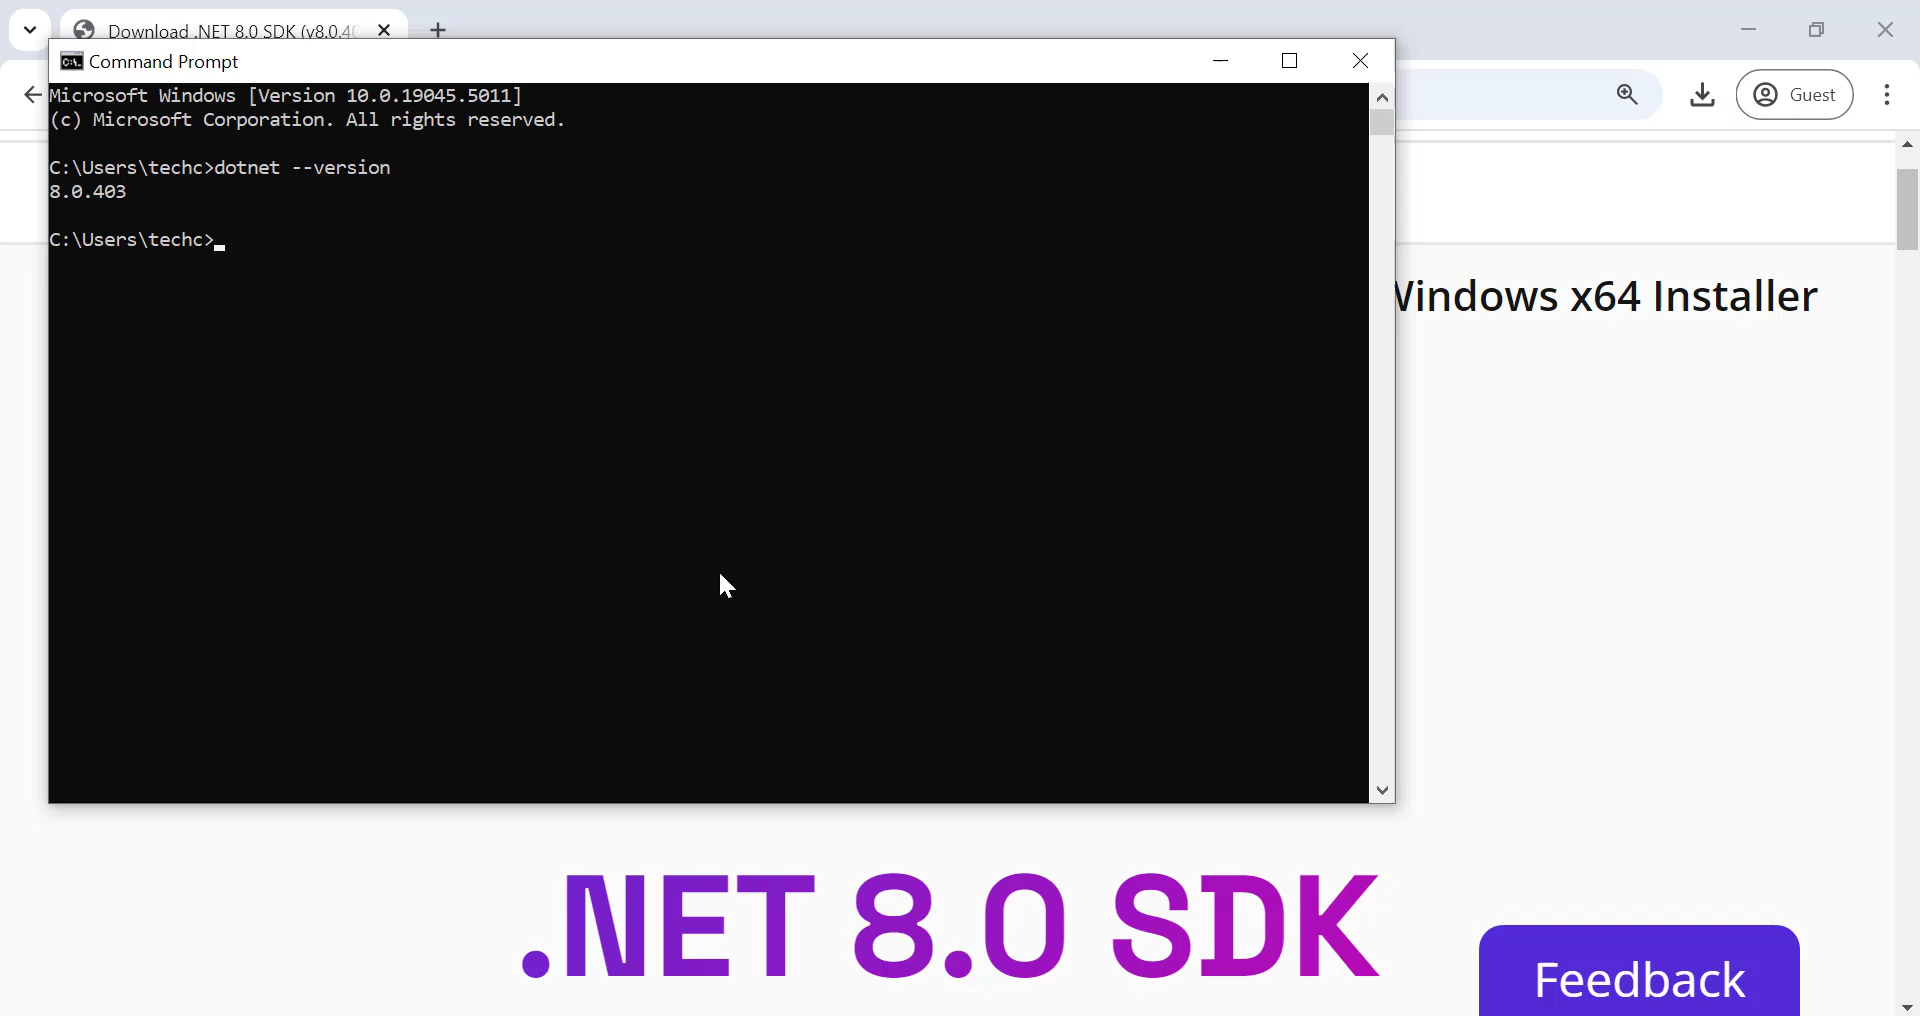 Download .NET 8.0 SDK (v8.0.40
Command Prompt
Guest
Microsoft Windows [Version 10.0.19045.5011]
(c) Microsoft Corporation. All rights reserved.
C:\Users\techc>dotnet --version
8.0.403
C:\Users\techc>
Windows x64 Installer
.NET 8.0 SDK
Feedback